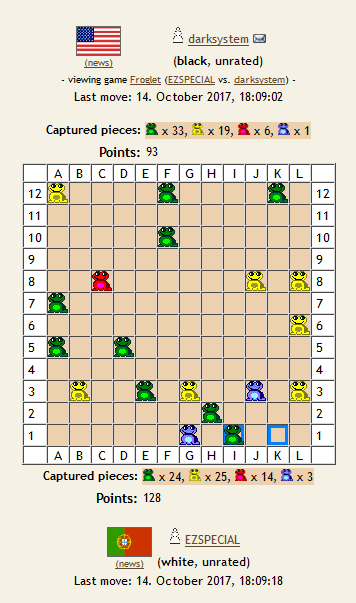 darksystem
(news)
(black, unrated)
- viewing game Froglet (EZSPECIAL vs. darksystem) -
Last move: 14. October 2017, 18:09:02
Captured pieces: x 33, x 19, x 6, x 1
Points: 93
A B C D E F G H I J K L
12 12
11 11
10 10
9 9
8 8
7 7
6 6
5 5
4 4
3 3
2 2
1 1
A B C D E F G H I J K L
Captured pieces: x 24, x 25, x 14, x 3
Points: 128
EZSPECIAL
(news)
(white, unrated)
Last move: 14. October 2017, 18:09:18